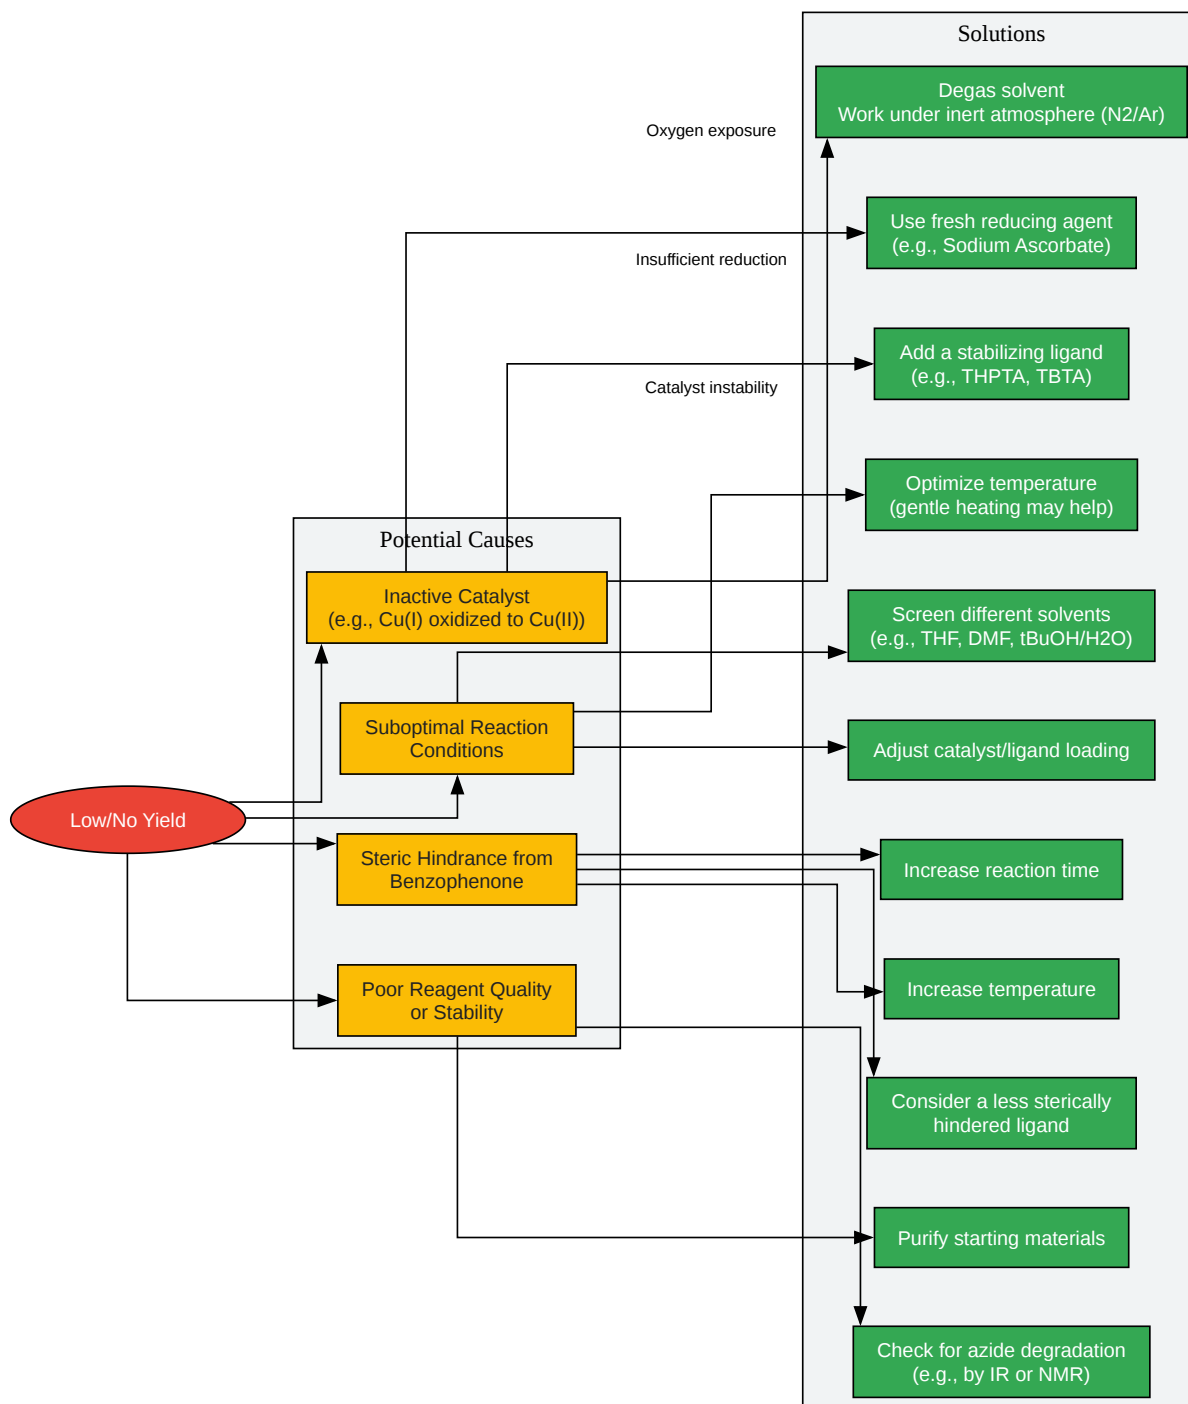 Solutions
Degas solvent
Work under inert atmosphere (N2/Ar)
Oxygen exposure
Use fresh reducing agent
(e.g., Sodium Ascorbate)
Insufficient reduction
Add a stabilizing ligand
(e.g., THPTA, TBTA)
Catalyst instability
Optimize temperature
(gentle heating may help)
Potential Causes
Inactive Catalyst
(e.g., Cu(I) oxidized to Cu(II))
Screen different solvents
(e.g., THF, DMF, tBuOH/H2O)
Suboptimal Reaction
Conditions
Adjust catalyst/ligand loading
Low/No Yield
Steric Hindrance from
Benzophenone
Increase reaction time
Poor Reagent Quality
or Stability
Increase temperature
Consider a less sterically
hindered ligand
Purify starting materials
Check for azide degradation
(e.g., by IR or NMR)